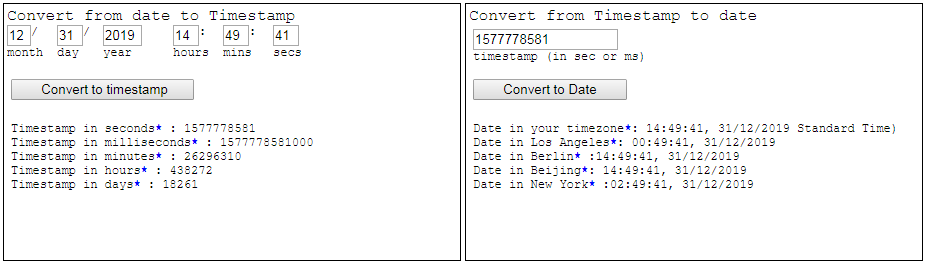 Convert from date to Timestamp
12 / 31 / 2019 14 : 49 : 41
month day year hours mins secs
Convert to timestamp
Timestamp in seconds* : 1577778581
Timestamp in milliseconds* : 1577778581000
Timestamp in minutes* : 26296310
Timestamp in hours* : 438272
Timestamp in days* : 18261
Convert from Timestamp to date
1577778581
timestamp (in sec or ms)
Convert to Date
Date in your timezone*: 14:49:41, 31/12/2019 Standard Time)
Date in Los Angeles*: 00:49:41, 31/12/2019
Date in Berlin* :14:49:41, 31/12/2019
Date in Beijing*: 14:49:41, 31/12/2019
Date in New York* :02:49:41, 31/12/2019